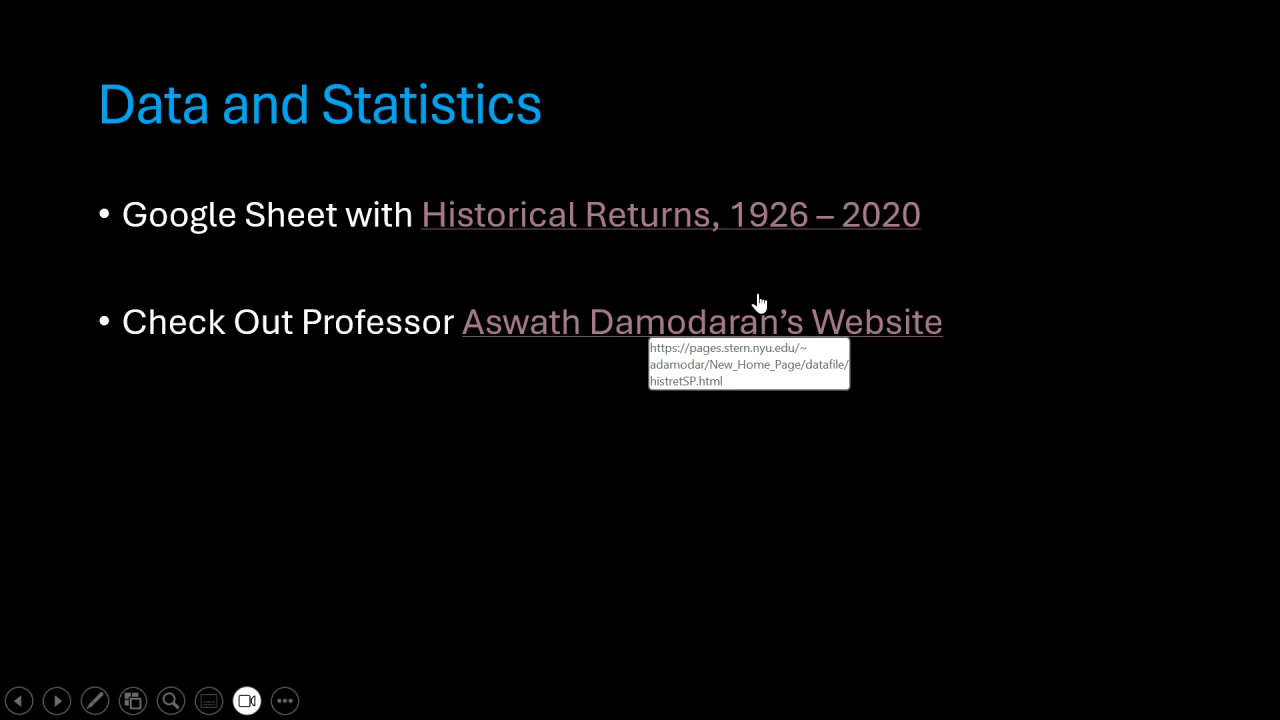 Data and Statistics
• Google Sheet with Historical Returns, 1926 – 2020
• Check Out Professor Aswath Damodaran’s Website
https://pages.stern.nyu.edu/~
adamodar/New_Home_Page/datafile/
histretSP.html